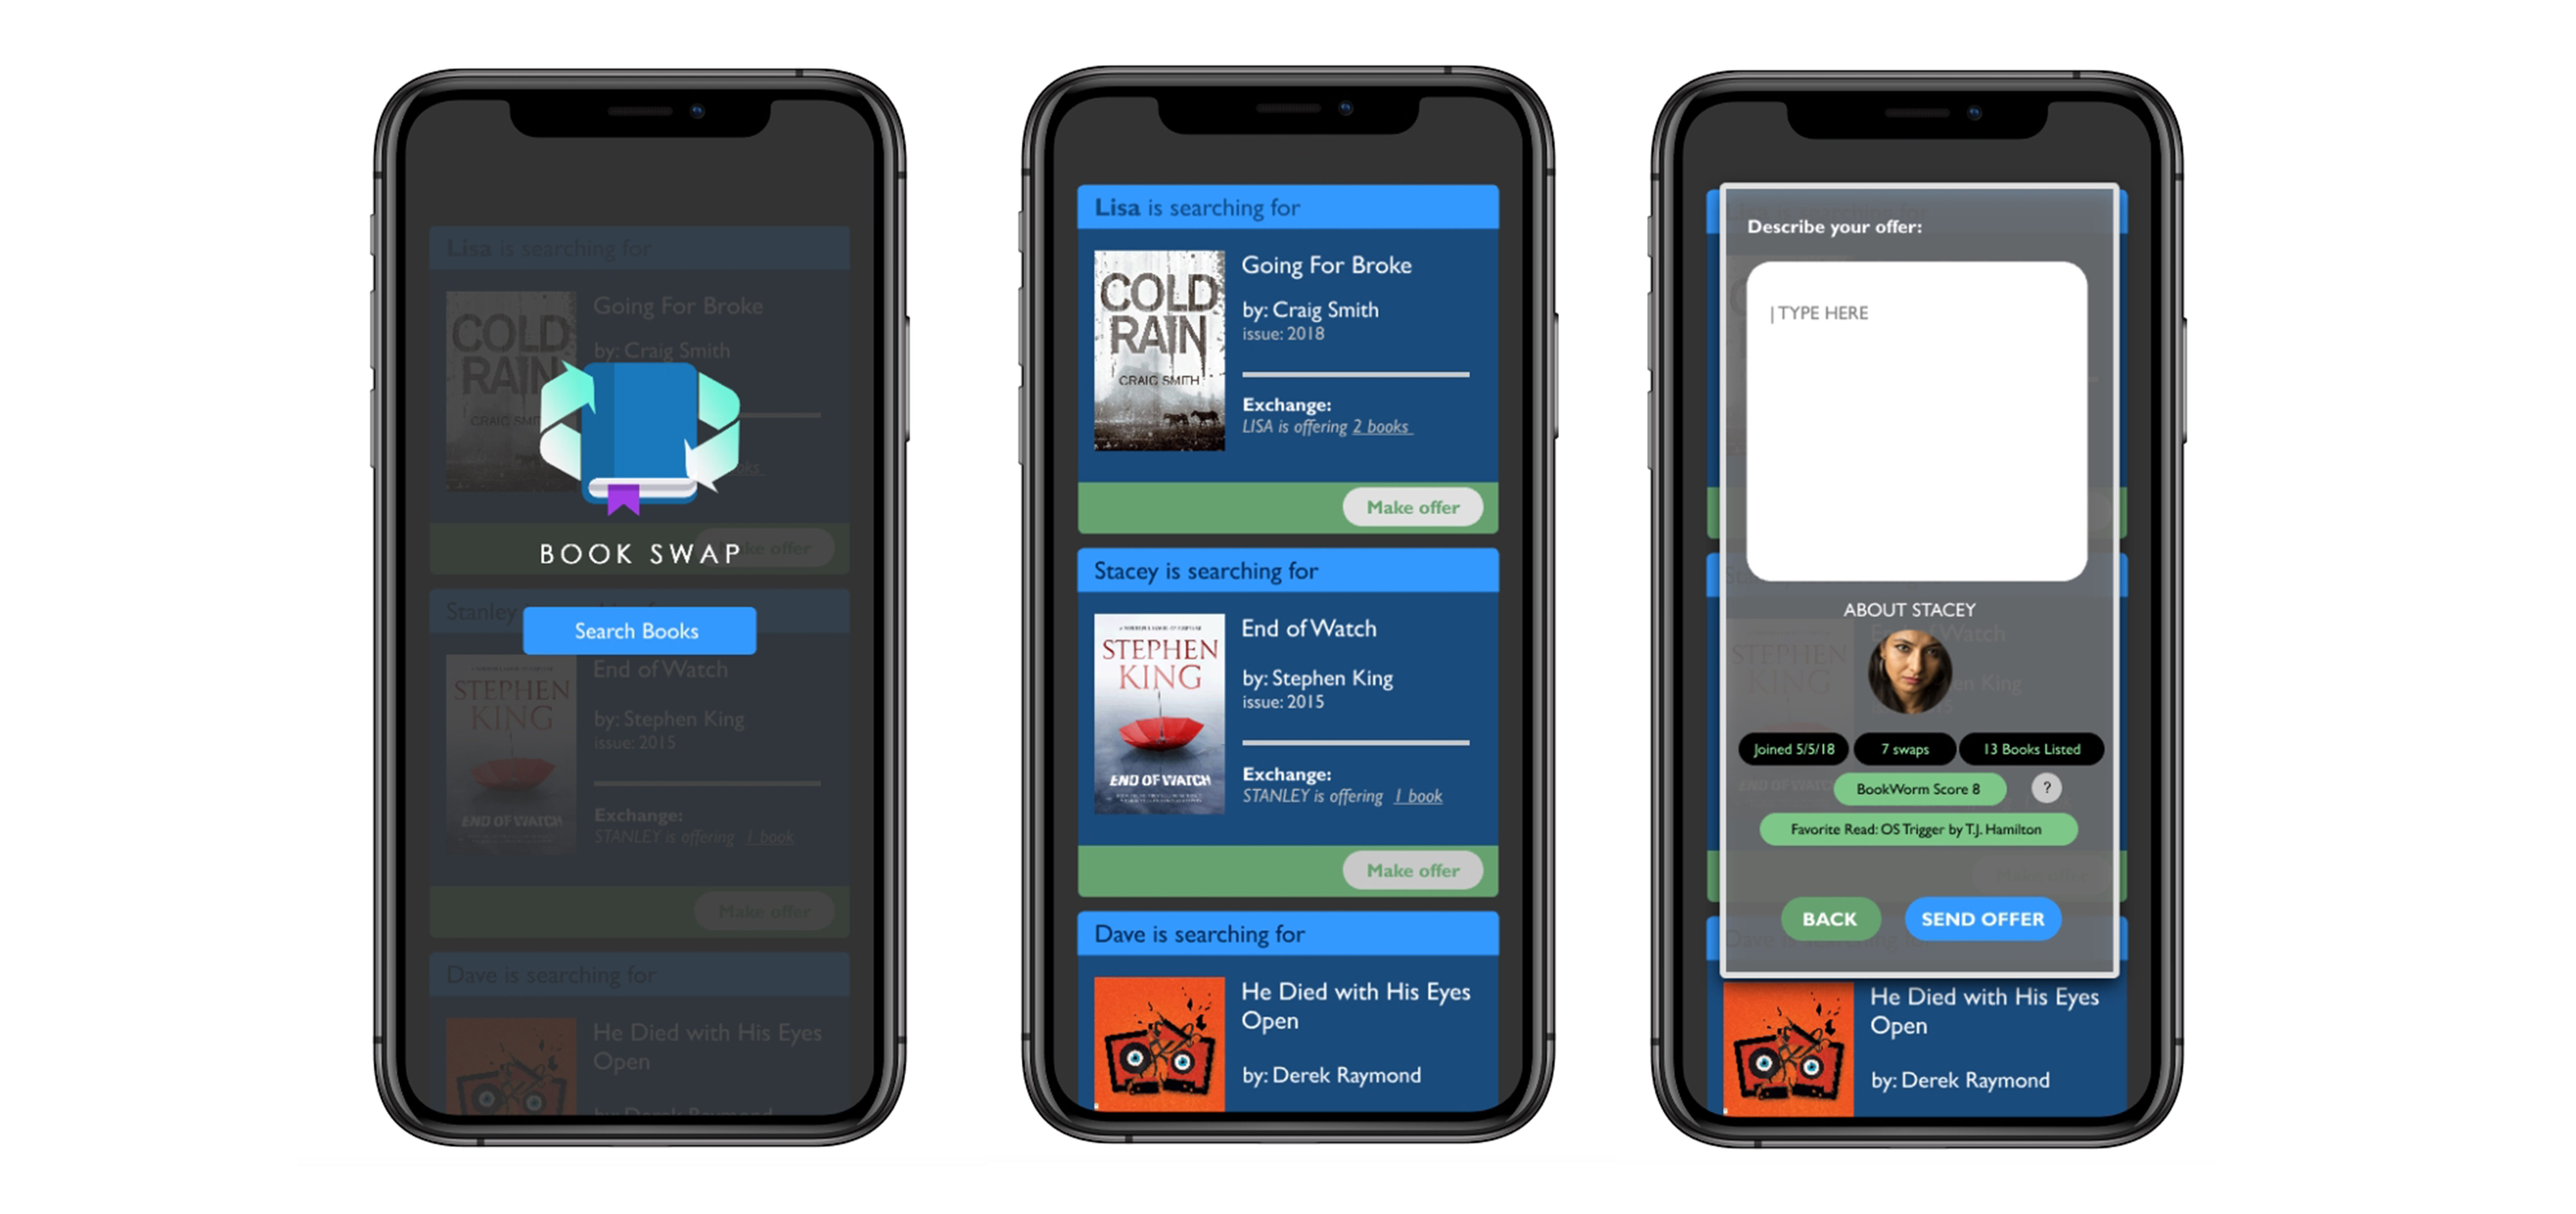 Lisa is searching for
COLD
RAIN
CRAIG SMITH
Going For Broke
by: Craig Smith
BOOK SWAP
Make offer
Stanley
Search Books
STEPHEN
KING
END OF WATCH
End of Watch
by: Stephen King
issue: 2015
Exchange:
STANLEY is offering 1 book
Make offer
Dave is searching for
He Died with His Eyes
Open
by: Derek Raymond
Lisa is searching for
COLD
RAIN
CRAIG SMITH
Going For Broke
by: Craig Smith
issue: 2018
Exchange:
LISA is offering 2 books
Make offer
Stacey is searching for
STEPHEN
KING
END OF WATCH
End of Watch
by: Stephen King
issue: 2015
Exchange:
STANLEY is offering 1 book
Make offer
Dave is searching for
He Died with His Eyes
Open
by: Derek Raymond
Describe your offer:
TYPE HERE
ABOUT STACEY
Joined 5/5/18
7 swaps
13 Books Listed
BookWorm Score 8
?
Favorite Read: OS Trigger by T.J. Hamilton
BACK
SEND OFFER
He Died with His Eyes
Open
by: Derek Raymond